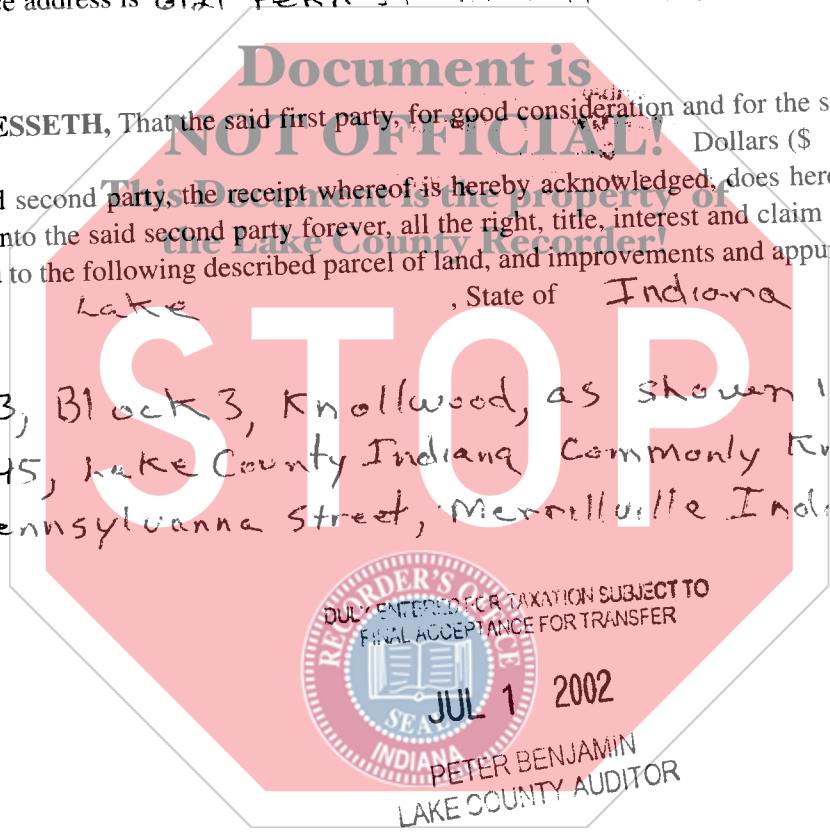 e address is
Document is
ESSETH, That the said first party, for good consideration and for the s
NOT OFFICIAL!
Dollars ($
d second party, the receipt whereof is hereby acknowledged, does here
This Document is the property of
nto the said second party forever, all the right, title, interest and claim
the Lake County Recorder!
to the following described parcel of land, and improvements and appur
Lake , State of Indiana
STOP
3, Block 3, Knollwood, as shown
45, Lake County Indiana Commonly Kn
ennsylvanna Street, Merrillville Indi
RECORDER'S OFFICE
DULY ENTERED FOR TAXATION SUBJECT TO
FINAL ACCEPTANCE FOR TRANSFER
JUL 1 2002
SEAL
INDIANA
PETER BENJAMIN
LAKE COUNTY AUDITOR